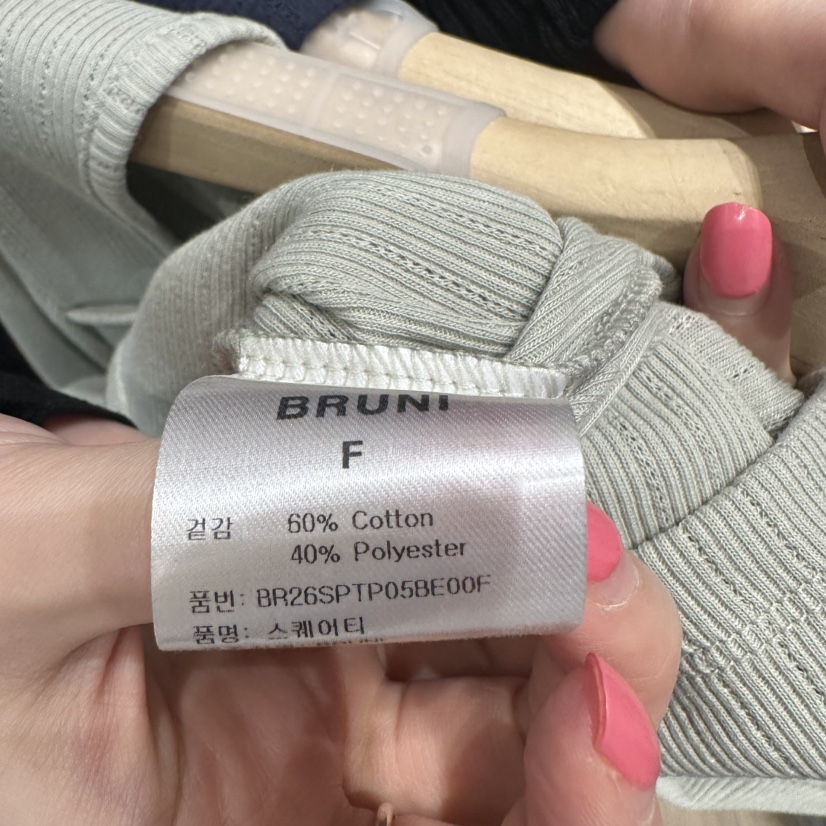 BRUNI
F
겉감 60% Cotton
40% Polyester
품번: BR26SPTP05BE00F
품명: 스퀘어티